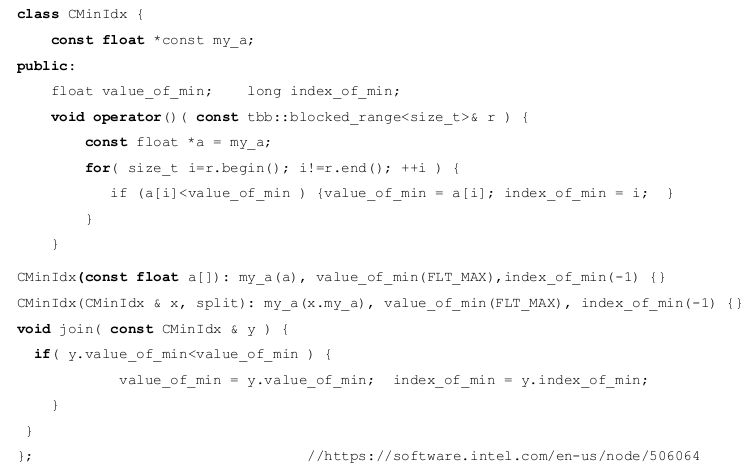 class CMinIdx {
const float *const my_a;
public:
float value_of_min; long index_of_min;
void operator()( const tbb::blocked_range<size_t>& r ) {
const float *a = my_a;
for( size_t i=r.begin(); i!=r.end(); ++i ) {
if (a[i]<value_of_min ) {value_of_min = a[i]; index_of_min = i; }
}
}
CMinIdx(const float a[]): my_a(a), value_of_min(FLT_MAX),index_of_min(-1) {}
CMinIdx(CMinIdx & x, split): my_a(x.my_a), value_of_min(FLT_MAX), index_of_min(-1) {}
void join( const CMinIdx & y ) {
if( y.value_of_min<value_of_min ) {
value_of_min = y.value_of_min; index_of_min = y.index_of_min;
}
}
}; //https://software.intel.com/en-us/node/506064